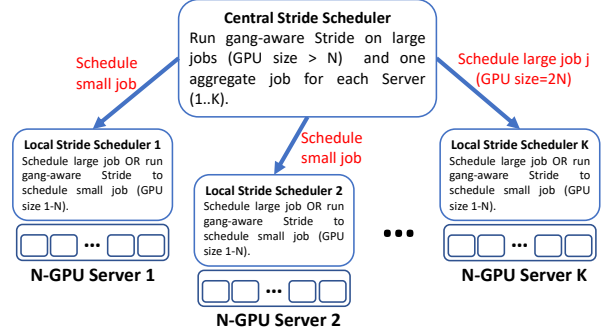 Central Stride Scheduler
Run gang-aware Stride on large
jobs (GPU size > N) and one
aggregate job for each Server
(1..K).
Schedule
small job
Schedule large job j
(GPU size=2N)
Schedule
small job
Local Stride Scheduler 1
Schedule large job OR run
gang-aware Stride to
schedule small job (GPU
size 1-N).
N-GPU Server 1
Local Stride Scheduler 2
Schedule large job OR run
gang-aware Stride to
schedule small job (GPU
size 1-N).
N-GPU Server 2
Local Stride Scheduler K
Schedule large job OR run
gang-aware Stride to
schedule small job (GPU
size 1-N).
N-GPU Server K